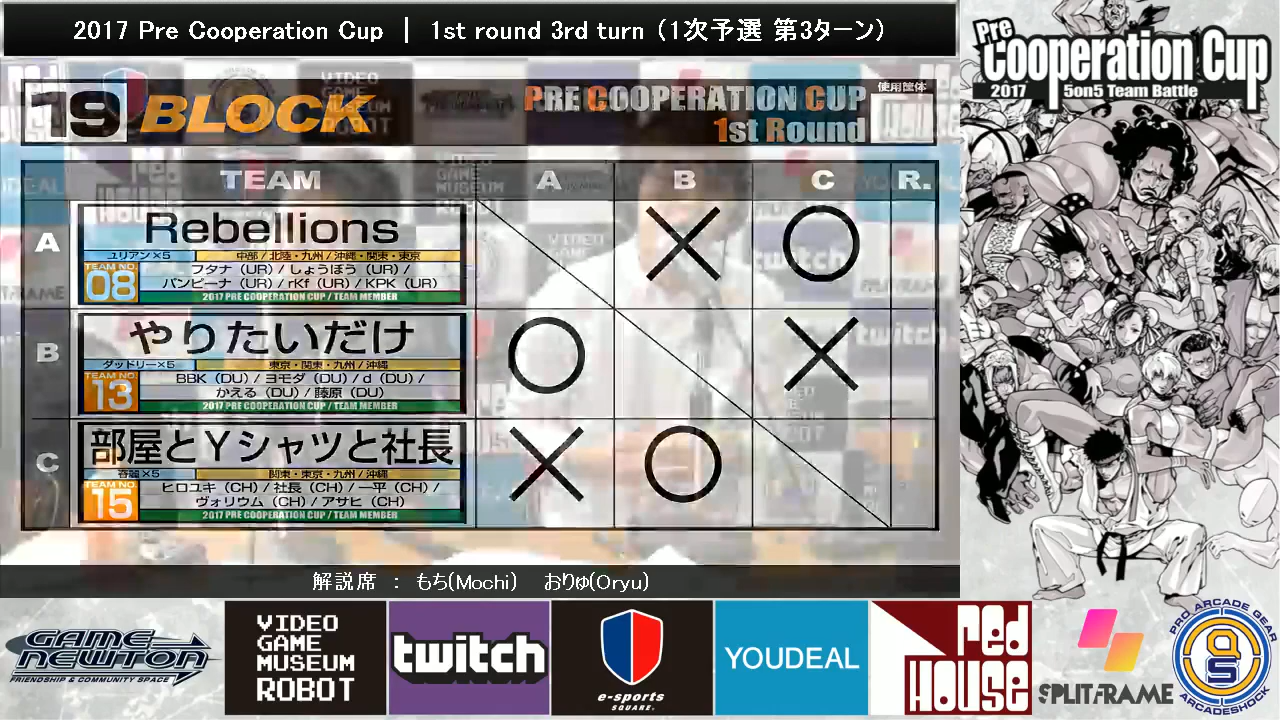 2017 Pre Cooperation Cup | 1st round 3rd turn (1次予選 第3ターン)
19 BLOCK
PRE COOPERATION CUP
1st Round
使用筐体
TEAM A B C R.
A
Rebellions
ユリアン×5 中部/北陸・九州/沖縄・関東・東京
TEAM NO. 08
フタナ (UR) / しょうぼう (UR) /
バンビーナ (UR) / rKf (UR) / KPK (UR)
2017 PRE COOPERATION CUP / TEAM MEMBER
× ○
B
やりたいだけ
ダッドリー×5 東京・関東・九州/沖縄
TEAM NO. 13
BBK (DU) / ヨモダ (DU) / d (DU) /
かえる (DU) / 藤原 (DU)
2017 PRE COOPERATION CUP / TEAM MEMBER
○ ×
C
部屋とYシャツと社長
春麗×5 関東・東京・九州/沖縄
TEAM NO. 15
ヒロユキ (CH) / 社長 (CH) / 一平 (CH) /
ヴォリウム (CH) / アサヒ (CH)
2017 PRE COOPERATION CUP / TEAM MEMBER
× ○
解説席 : もち(Mochi) おりゅ(Oryu)
Pre
Cooperation Cup
2017 5on5 Team Battle
GAME
NEWTON
FRIENDSHIP & COMMUNITY SPACE
VIDEO
GAME
MUSEUM
ROBOT
twitch
e-sports
SQUARE.
YOUDEAL
red
House
SPLITFRAME
PRO ARCADE GEAR
AS
ARCADESHOCK